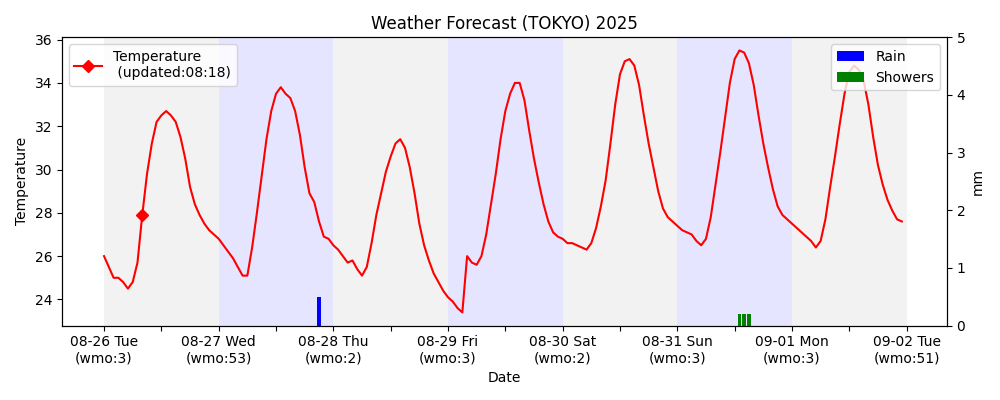 Weather Forecast (TOKYO) 2025
Temperature
(updated:08:18)
Rain
Showers
36
34
32
30
28
26
24
Temperature
5
4
3
2
1
0
mm
08-26 Tue
(wmo:3)
08-27 Wed
(wmo:53)
08-28 Thu
(wmo:2)
08-29 Fri
(wmo:3)
08-30 Sat
(wmo:2)
08-31 Sun
(wmo:3)
09-01 Mon
(wmo:3)
09-02 Tue
(wmo:51)
Date